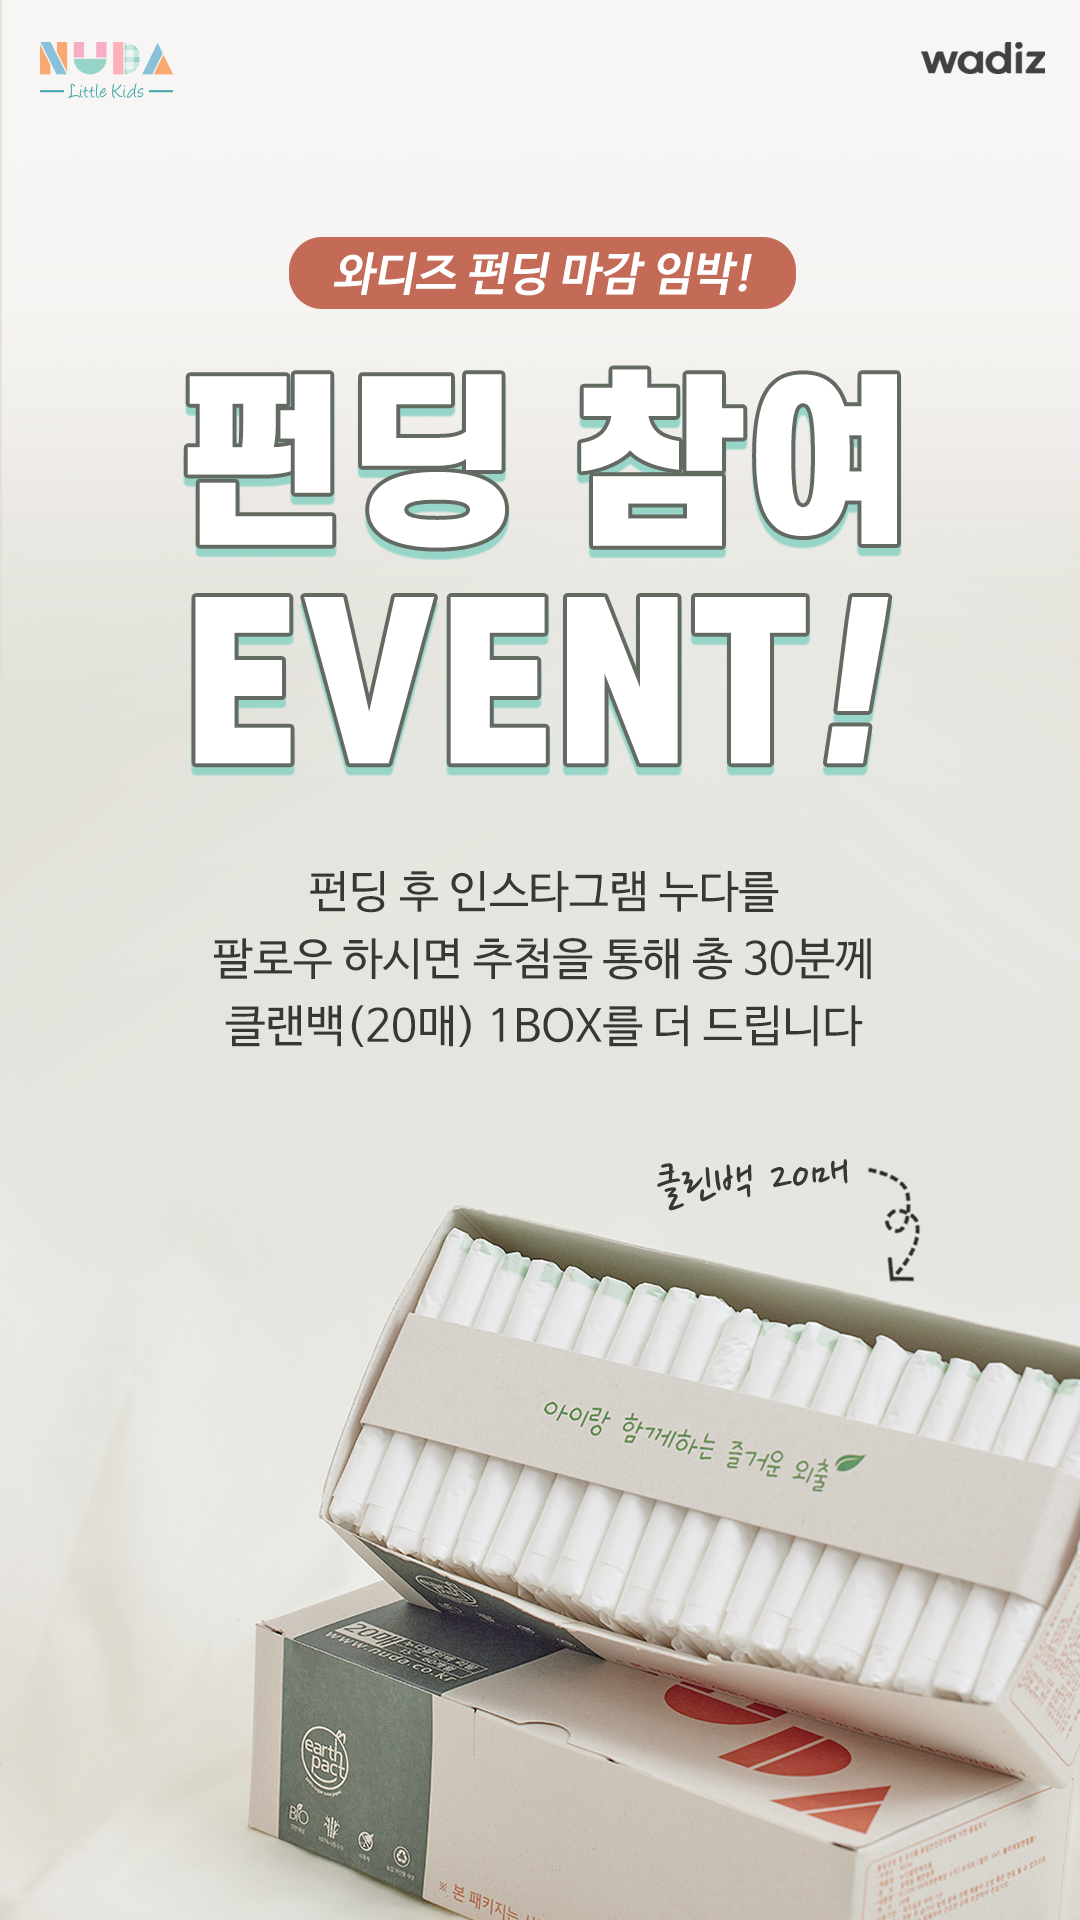 NUDA
Little Kids
wadiz
와디즈 펀딩 마감 임박!
펀딩 참여
EVENT!
펀딩 후 인스타그램 누다를
팔로우 하시면 추첨을 통해 총 30분께
클랜백(20매) 1BOX를 더 드립니다
클린백 20매
아이랑 함께하는 즐거운 외출
20매
www.nuda.co.kr
earth
pact
BIO
※ 본 패키지는